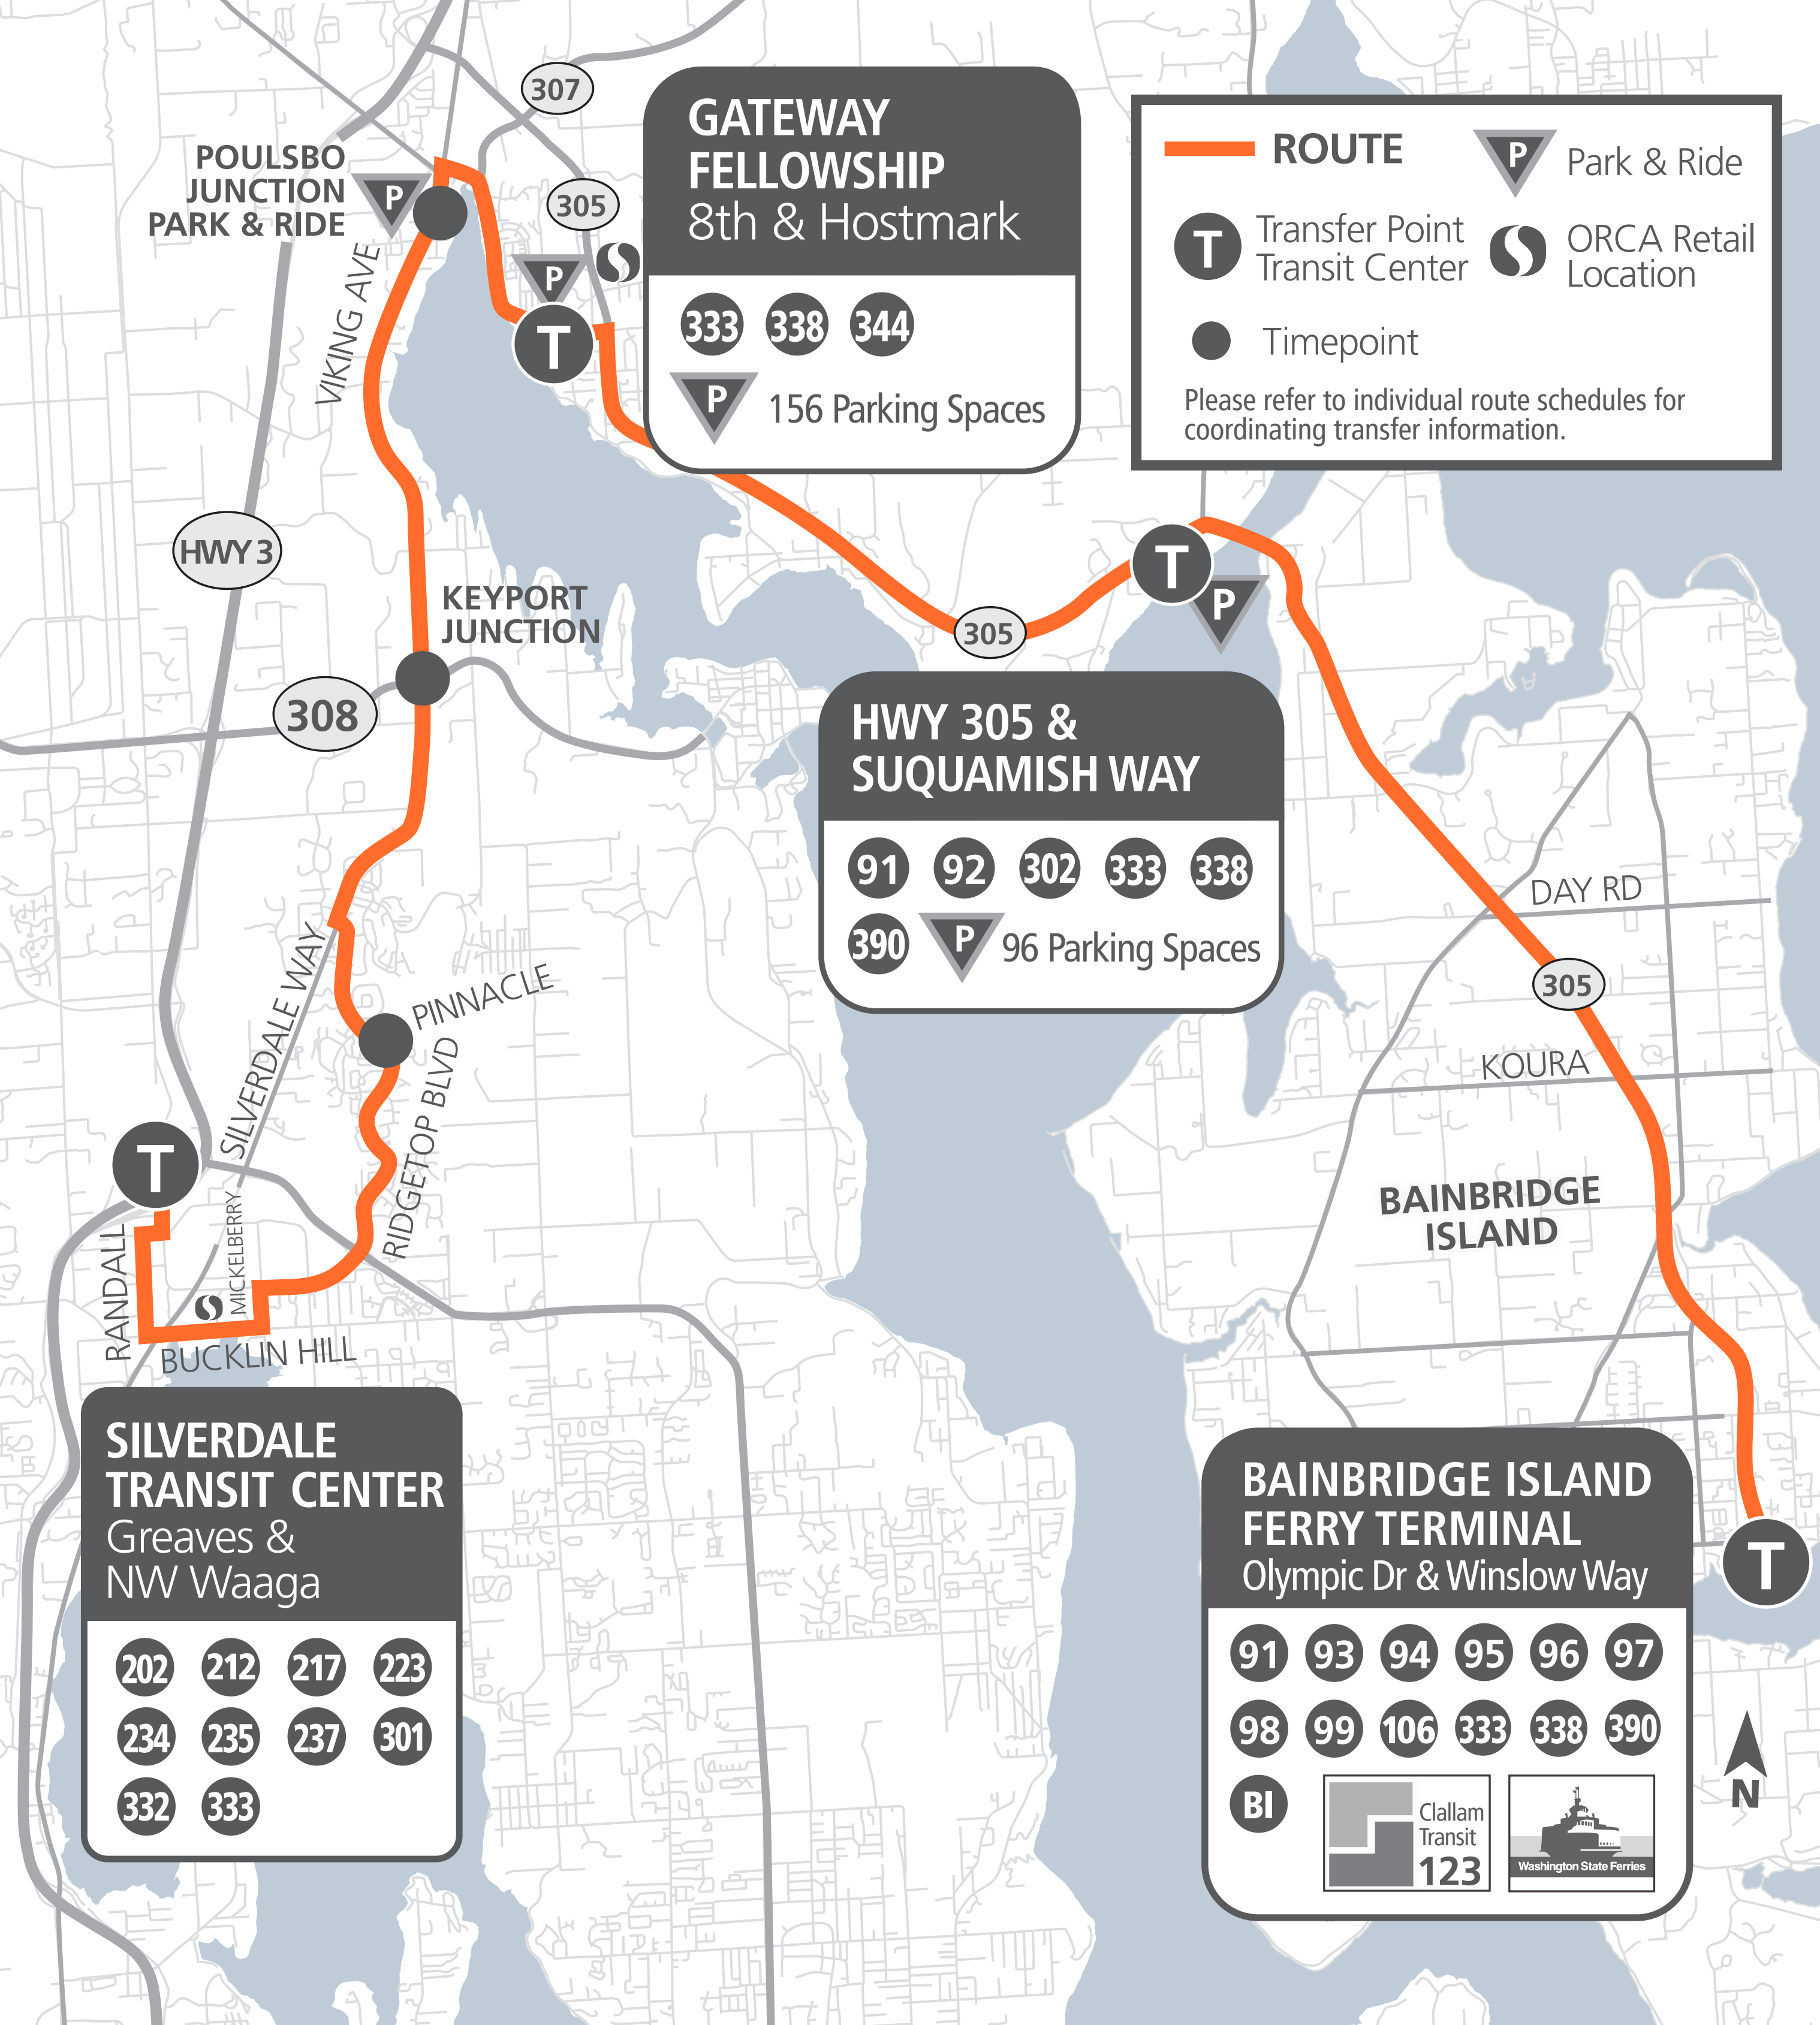 307
305
POULSBO
JUNCTION
PARK & RIDE
P
P
T
VIKING AVE
GATEWAY
FELLOWSHIP
8th & Hostmark
333 338 344
P 156 Parking Spaces
ROUTE
P Park & Ride
T Transfer Point
Transit Center
ORCA Retail
Location
Timepoint
Please refer to individual route schedules for
coordinating transfer information.
HWY 3
KEYPORT
JUNCTION
308
305
T
P
HWY 305 &
SUQUAMISH WAY
91 92 302 333 338
390 P 96 Parking Spaces
DAY RD
305
KOURA
BAINBRIDGE
ISLAND
SILVERDALE WAY
PINNACLE
RIDGETOP BLVD
T
RANDALL
MICKELBERRY
BUCKLIN HILL
SILVERDALE
TRANSIT CENTER
Greaves &
NW Waaga
202 212 217 223
234 235 237 301
332 333
BAINBRIDGE ISLAND
FERRY TERMINAL
Olympic Dr & Winslow Way
91 93 94 95 96 97
98 99 106 333 338 390
BI
Clallam
Transit
123
Washington State Ferries
T
N